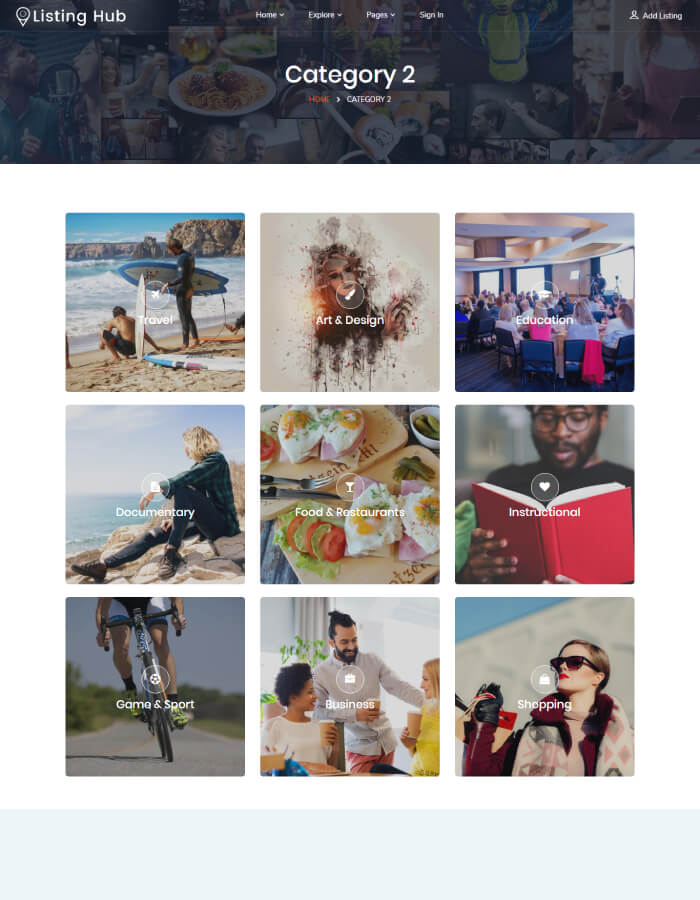 Listing Hub
Home
Explore
Pages
Sign In
Add Listing
Category 2
HOME > CATEGORY 2
Travel
Art & Design
Education
Documentary
Food & Restaurants
Instructional
Game & Sport
Business
Shopping